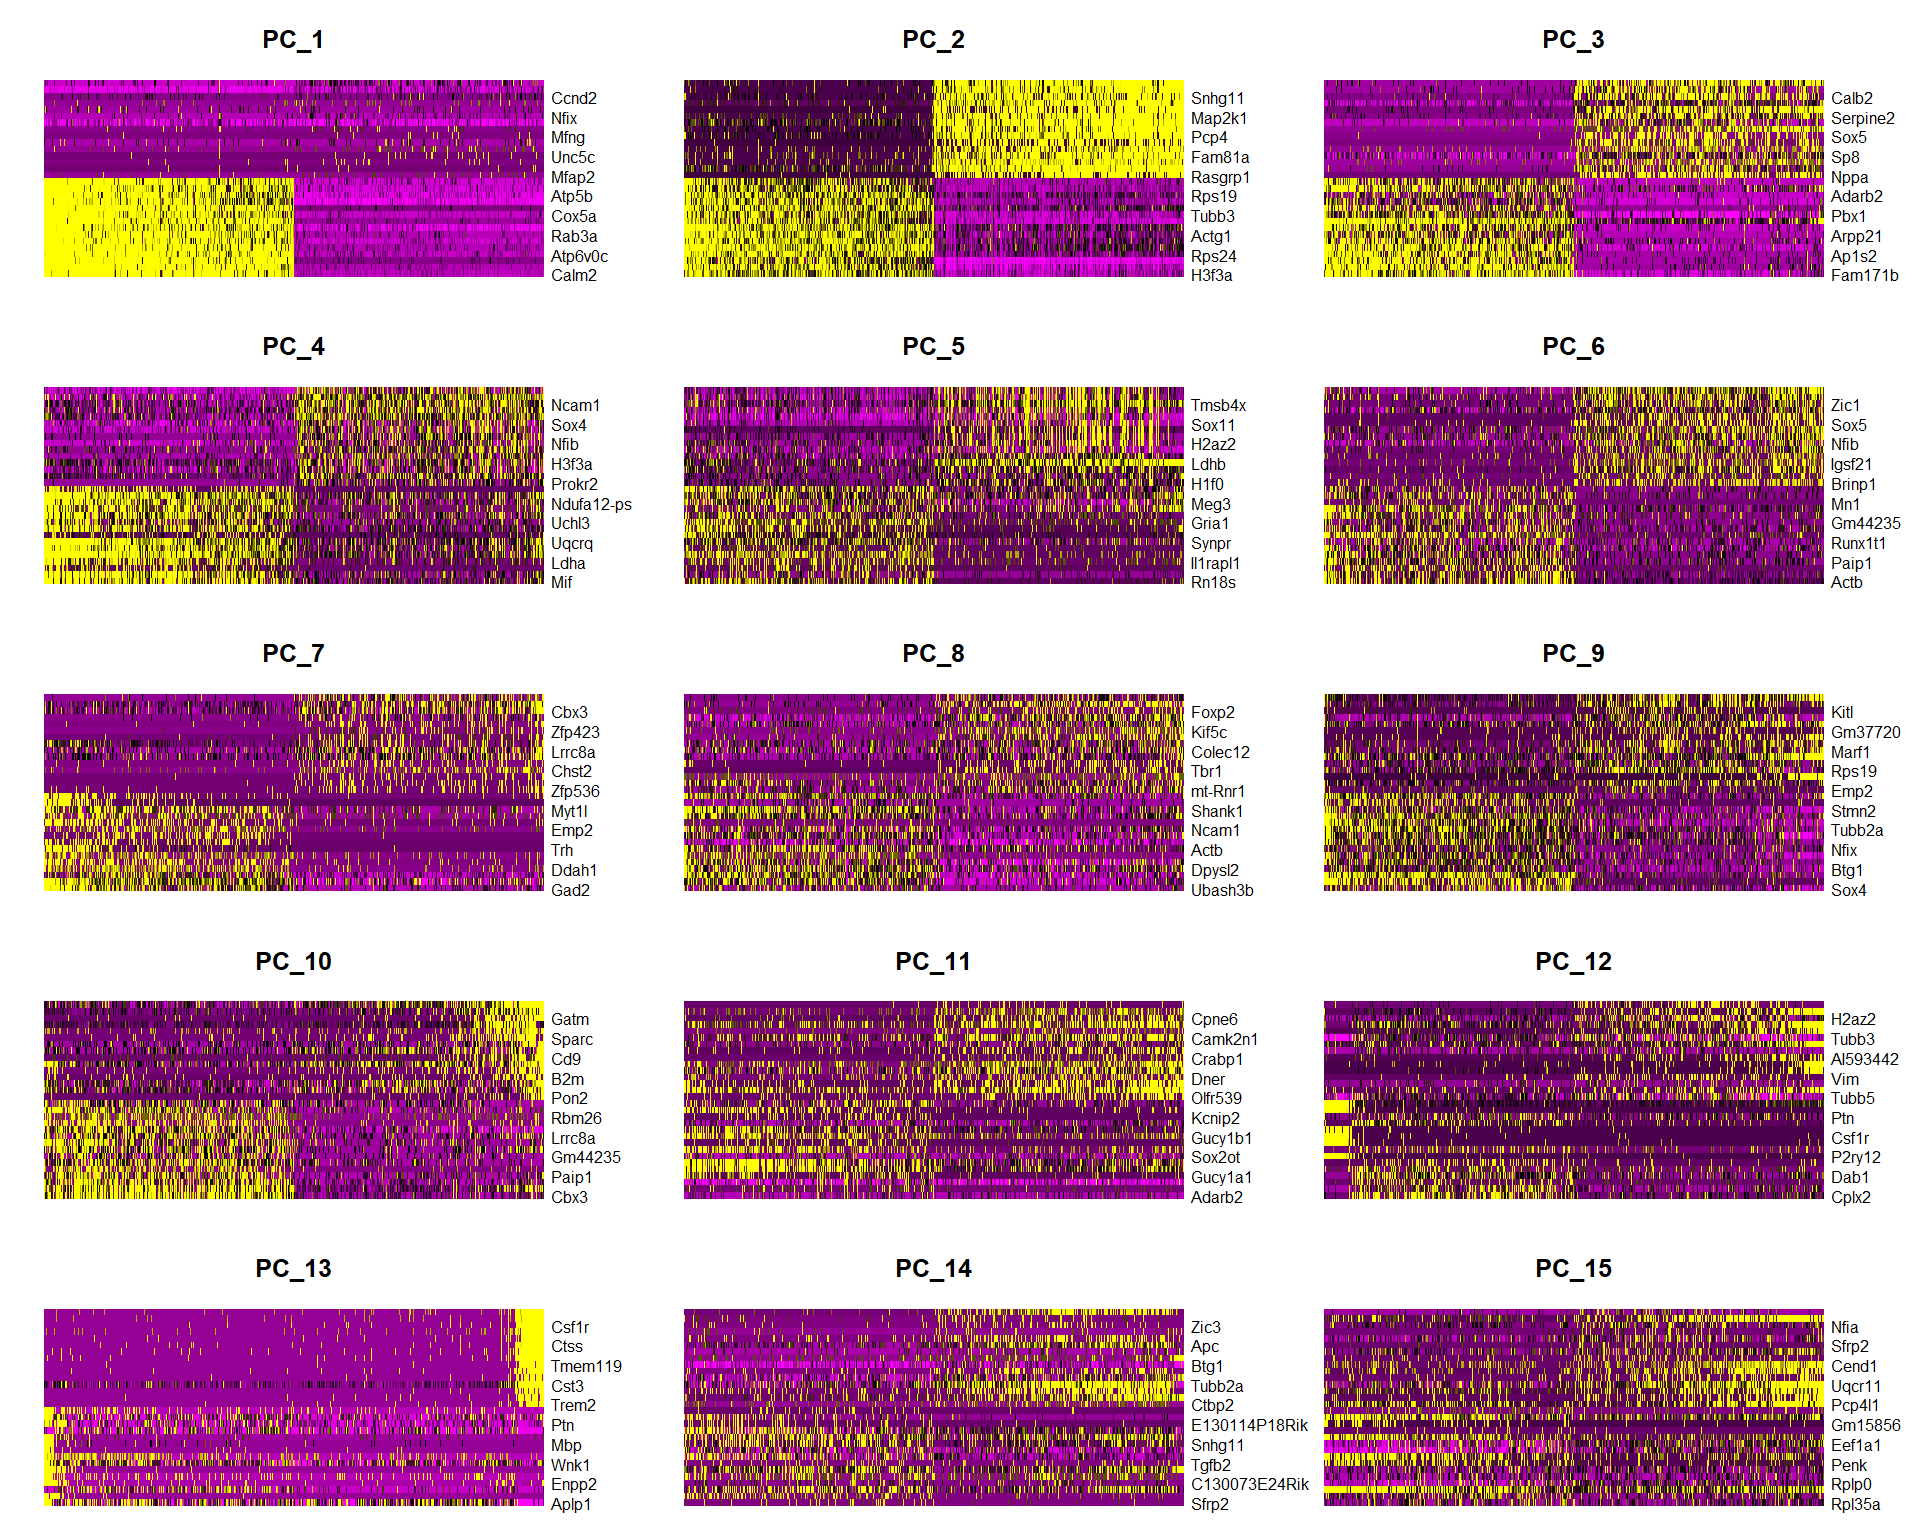 PC_1
Ccnd2
Nfix
Mfng
Unc5c
Mfap2
Atp5b
Cox5a
Rab3a
Atp6v0c
Calm2
PC_2
Snhg11
Map2k1
Pcp4
Fam81a
Rasgrp1
Rps19
Tubb3
Actg1
Rps24
H3f3a
PC_3
Calb2
Serpine2
Sox5
Sp8
Nppa
Adarb2
Pbx1
Arpp21
Ap1s2
Fam171b
PC_4
Ncam1
Sox4
Nfib
H3f3a
Prokr2
Ndufa12-ps
Uchl3
Uqcrq
Ldha
Mif
PC_5
Tmsb4x
Sox11
H2az2
Ldhb
H1f0
Meg3
Gria1
Synpr
Il1rapl1
Rn18s
PC_6
Zic1
Sox5
Nfib
Igsf21
Brinp1
Mn1
Gm44235
Runx1t1
Paip1
Actb
PC_7
Cbx3
Zfp423
Lrrc8a
Chst2
Zfp536
Myt1l
Emp2
Trh
Ddah1
Gad2
PC_8
Foxp2
Kif5c
Colec12
Tbr1
mt-Rnr1
Shank1
Ncam1
Actb
Dpysl2
Ubash3b
PC_9
Kitl
Gm37720
Marf1
Rps19
Emp2
Stmn2
Tubb2a
Nfix
Btg1
Sox4
PC_10
Gatm
Sparc
Cd9
B2m
Pon2
Rbm26
Lrrc8a
Gm44235
Paip1
Cbx3
PC_11
Cpne6
Camk2n1
Crabp1
Dner
Olfr539
Kcnip2
Gucy1b1
Sox2ot
Gucy1a1
Adarb2
PC_12
H2az2
Tubb3
AI593442
Vim
Tubb5
Ptn
Csf1r
P2ry12
Dab1
Cplx2
PC_13
Csf1r
Ctss
Tmem119
Cst3
Trem2
Ptn
Mbp
Wnk1
Enpp2
Aplp1
PC_14
Zic3
Apc
Btg1
Tubb2a
Ctbp2
E130114P18Rik
Snhg11
Tgfb2
C130073E24Rik
Sfrp2
PC_15
Nfia
Sfrp2
Cend1
Uqcr11
Pcp4l1
Gm15856
Eef1a1
Penk
Rplp0
Rpl35a